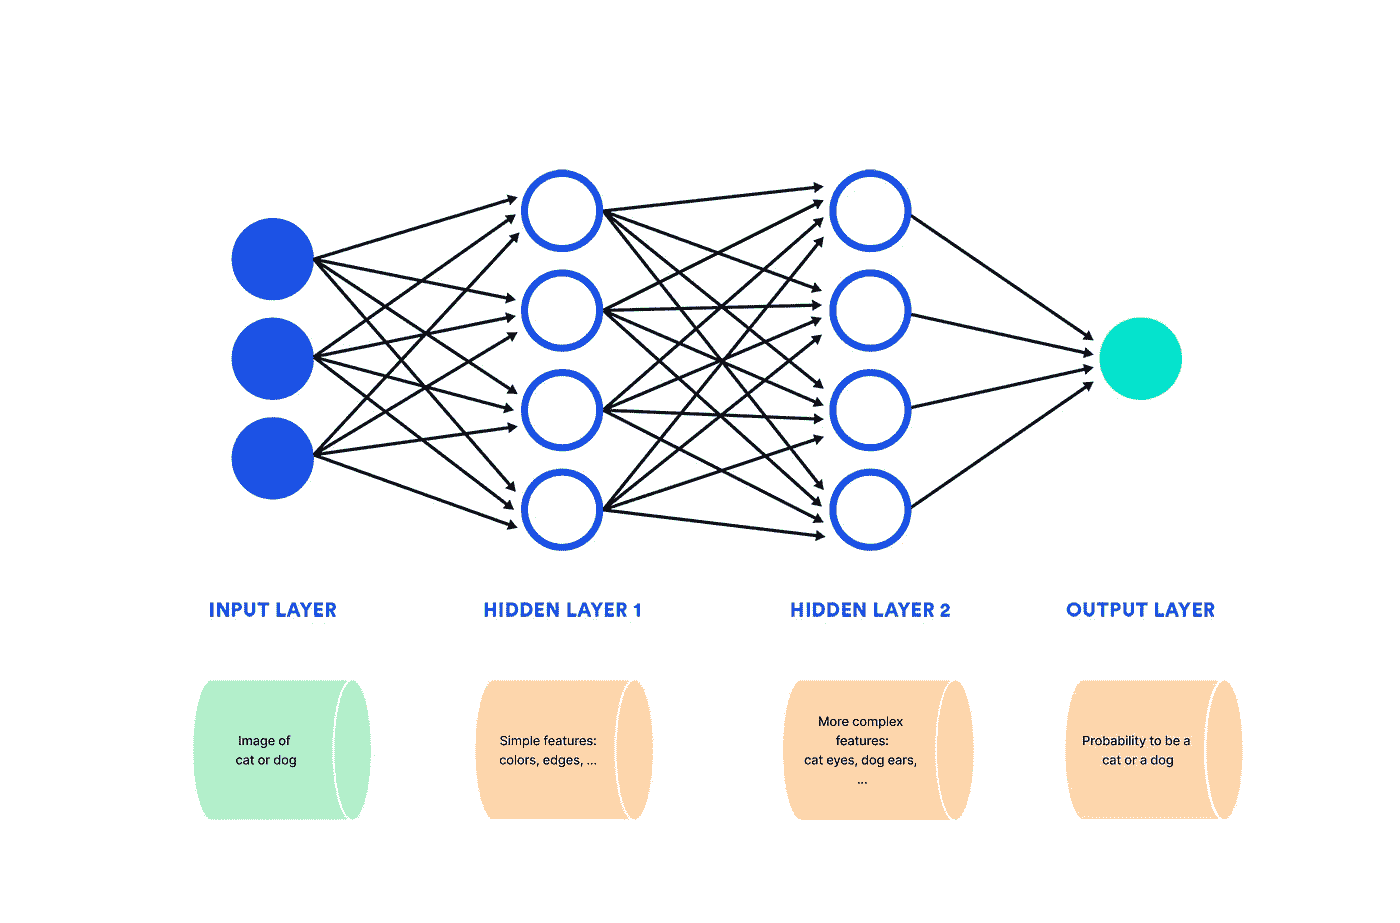 INPUT LAYER
HIDDEN LAYER 1
HIDDEN LAYER 2
OUTPUT LAYER
Image of
cat or dog
Simple features:
colors, edges, ...
More complex
features:
cat eyes, dog ears,
...
Probability to be a
cat or a dog